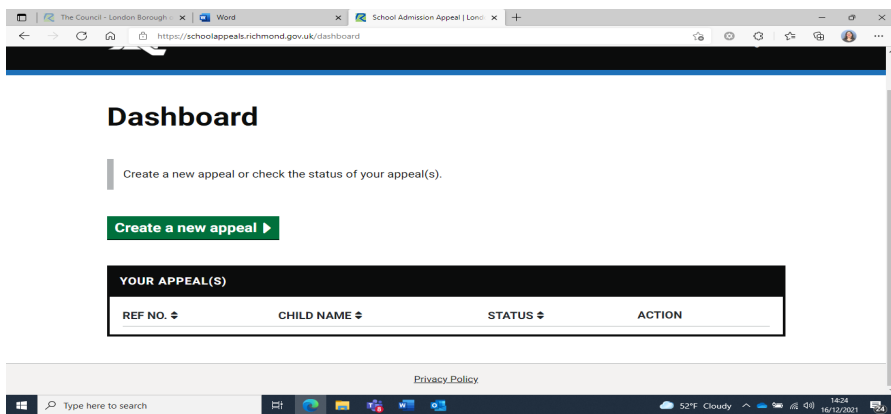 The Council - London Borough o
Word
School Admission Appeal | Lond
https://schoolappeals.richmond.gov.uk/dashboard
Dashboard
Create a new appeal or check the status of your appeal(s).
Create a new appeal
YOUR APPEAL(S)
REF NO. CHILD NAME STATUS ACTION
Privacy Policy
Type here to search
52°F Cloudy
14:24
16/12/2021